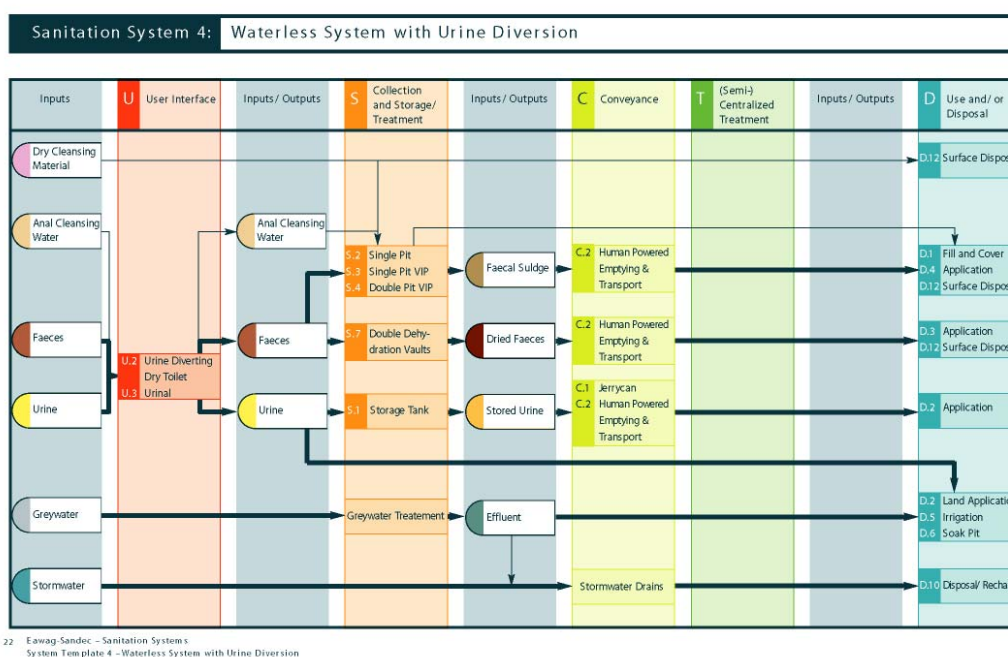 Sanitation System 4: Waterless System with Urine Diversion
Inputs
U User Interface
Inputs/ Outputs
S Collection
and Storage/
Treatment
Inputs/ Outputs
C Conveyance
T (Semi-)
Centralized
Treatment
Inputs/ Outputs
D Use and/ or
Disposal
Dry Cleansing
Material
D.12 Surface Dispos
Anal Cleansing
Water
Anal Cleansing
Water
S.2 Single Pit
S.3 Single Pit VIP
S.4 Double Pit VIP
Faecal Suldge
C.2 Human Powered
Emptying &
Transport
D.1 Fill and Cover
D.4 Application
D.12 Surface Dispos
Faeces
U.2 Urine Diverting
Dry Toilet
U.3 Urinal
Faeces
S.7 Double Dehy-
dration Vaults
Dried Faeces
C.2 Human Powered
Emptying &
Transport
D.3 Application
D.12 Surface Dispos
Urine
Urine
S.1 Storage Tank
Stored Urine
C.1 Jerrycan
C.2 Human Powered
Emptying &
Transport
D.2 Application
Greywater
Greywater Treatement
Effluent
D.2 Land Applicatio
D.5 Irrigation
D.6 Soak Pit
Stormwater
Stormwater Drains
D.10 Disposal/ Recha
22 Eawag-Sandec – Sanitation Systems
System Template 4 – Waterless System with Urine Diversion